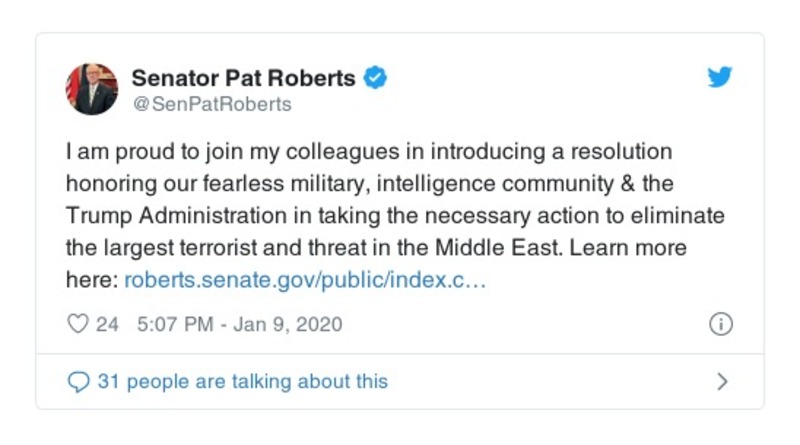 Senator Pat Roberts
@SenPatRoberts
I am proud to join my colleagues in introducing a resolution
honoring our fearless military, intelligence community & the
Trump Administration in taking the necessary action to eliminate
the largest terrorist and threat in the Middle East. Learn more
here: roberts.senate.gov/public/index.c…
24 5:07 PM - Jan 9, 2020
31 people are talking about this